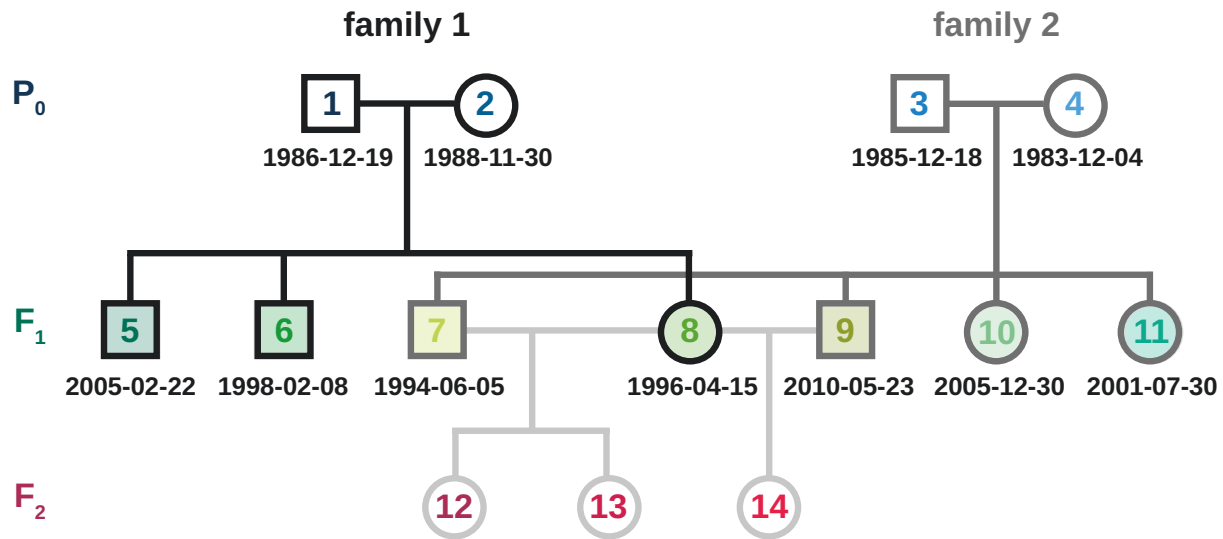 family 1 family 2
P0 1 2 3 4
1986-12-19 1988-11-30 1985-12-18 1983-12-04
F1 5 6 7 8 9 10 11
2005-02-22 1998-02-08 1994-06-05 1996-04-15 2010-05-23 2005-12-30 2001-07-30
F2 12 13 14